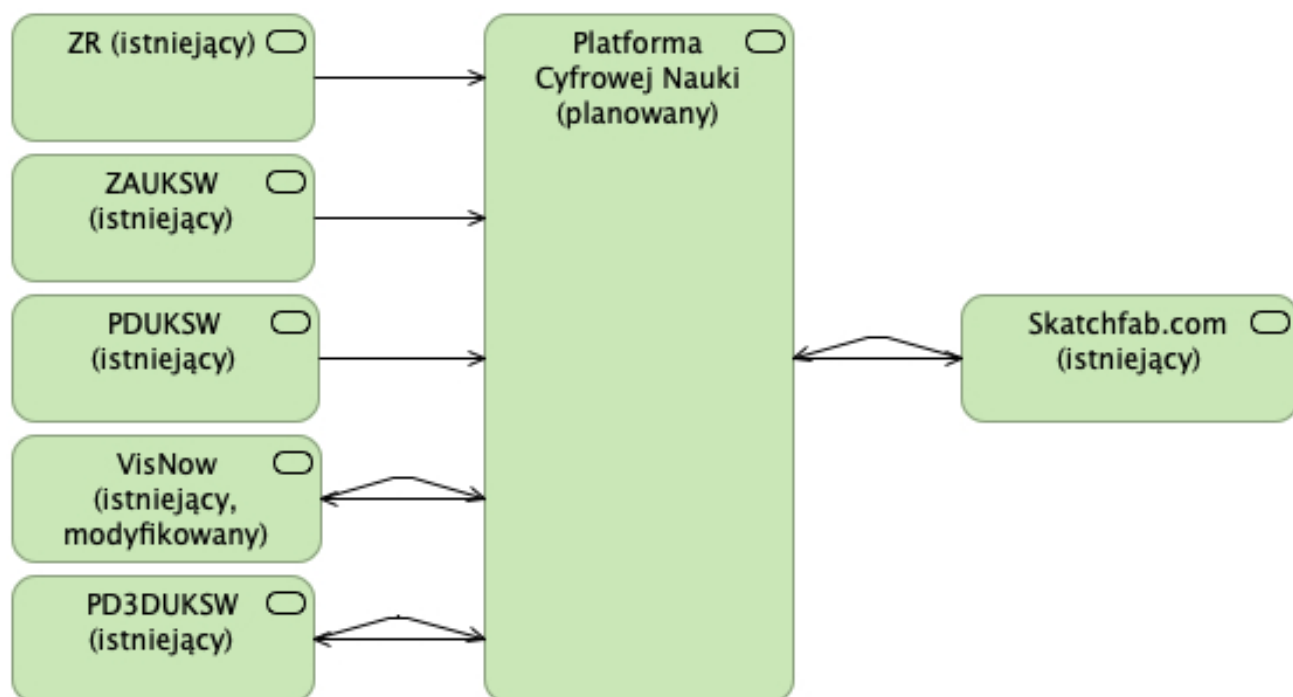 ZR (istniejący)
ZAUKSW
(istniejący)
PDUKSW
(istniejący)
VisNow
(istniejący,
modyfikowany)
PD3DUKSW
(istniejący)
Platforma
Cyfrowej Nauki
(planowany)
Skatchfab.com
(istniejący)